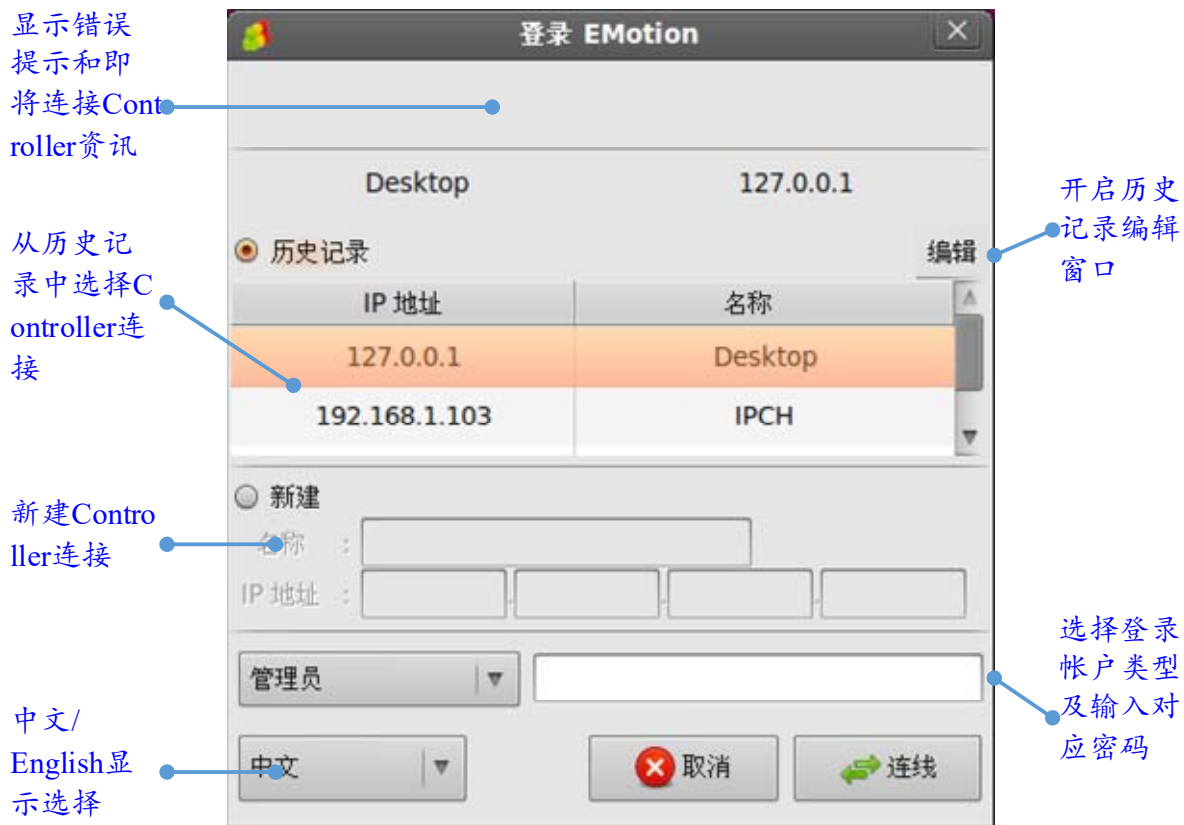 显示错误
提示和即
将连接Cont
roller资讯
登录 EMotion
Desktop 127.0.0.1
开启历史
记录编辑
窗口
从历史记
录中选择C
ontroller连
接
历史记录 编辑
IP 地址 名称
127.0.0.1 Desktop
192.168.1.103 IPCH
新建Contro
ller连接
新建
名称 :
IP 地址 : . . .
选择登录
帐户类型
及输入对
应密码
管理员
中文/
English显
示选择
中文 取消 连线